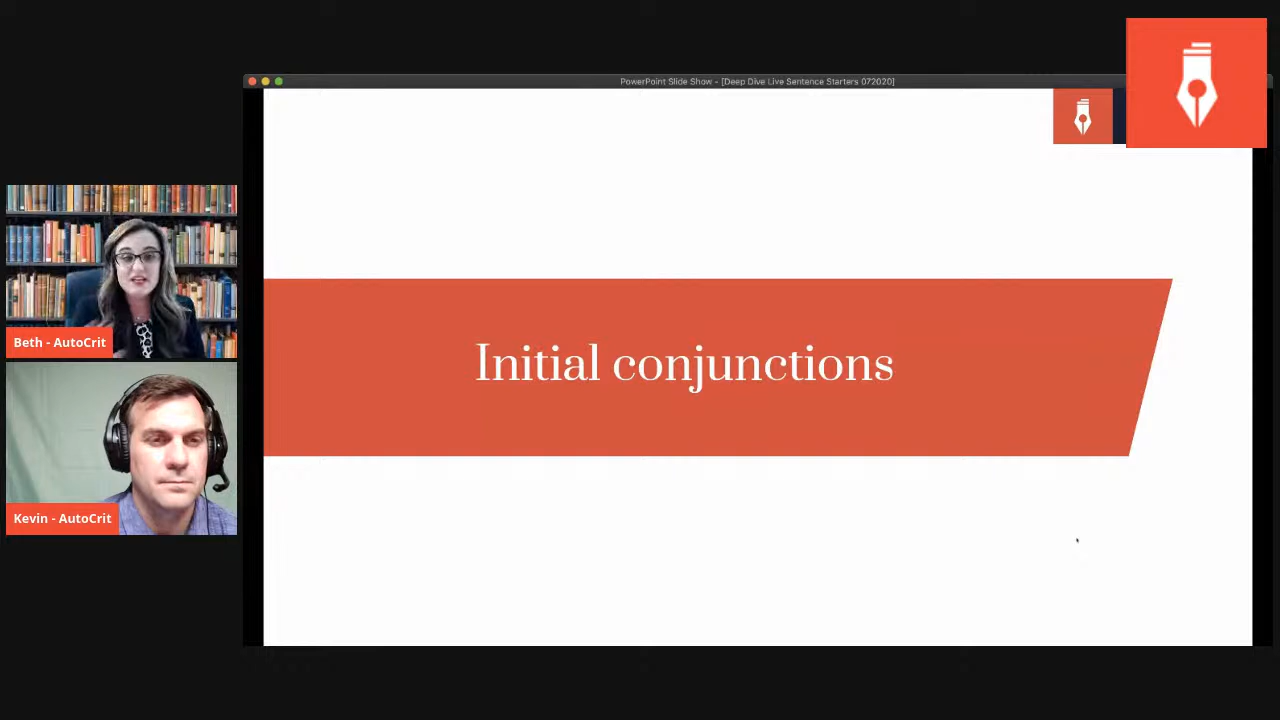 PowerPoint Slide Show - [Deep Dive Live Sentence Starters 072020]
Initial conjunctions
Beth - AutoCrit
Kevin - AutoCrit